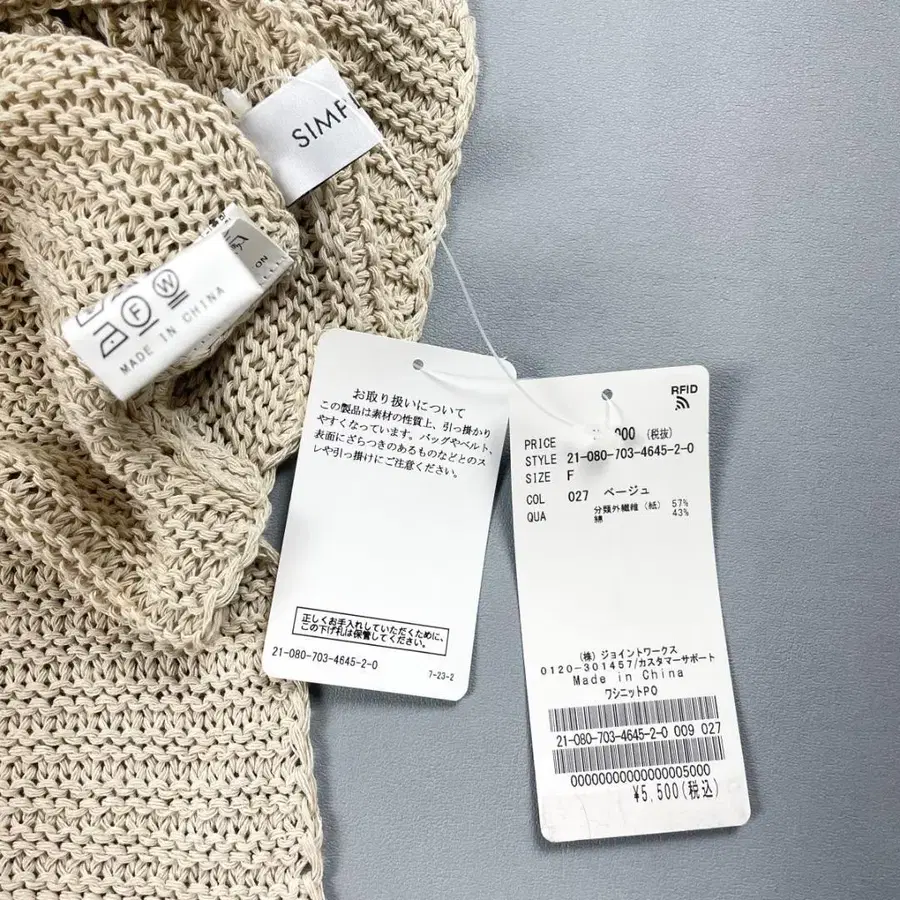 SIMPL
F W
MADE IN CHINA
ON
お取り扱いについて
この製品は素材の性質上、引っ掛かり
やすくなっています。バッグやベルト、
表面にざらつきのあるものなどとのス
レや引っ掛けにご注意ください。
正しくお手入れしていただくために、
この下げ札は保管してください。
21-080-703-4645-2-0
7-23-2
RFID
PRICE 000 (税抜)
STYLE 21-080-703-4645-2-0
SIZE F
COL 027 ベージュ
QUA 分類外繊維(紙) 57%
綿 43%
(株)ジョイントワークス
0120-301457/カスタマーサポート
Made in China
ワシニットPO
21-080-703-4645-2-0 009 027
00000000000000005000
¥5,500(税込)